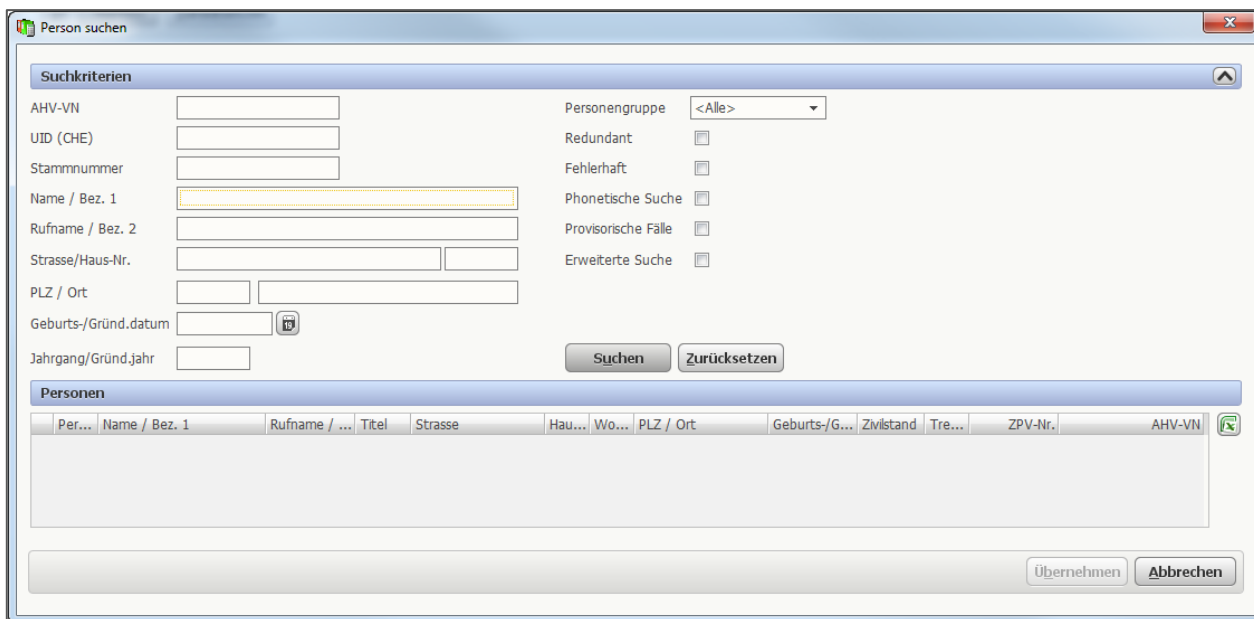 Person suchen
Suchkriterien
AHV-VN
Personengruppe <Alle>
UID (CHE)
Redundant
Stammnummer
Fehlerhaft
Name / Bez. 1
Phonetische Suche
Rufname / Bez. 2
Provisorische Fälle
Strasse/Haus-Nr.
Erweiterte Suche
PLZ / Ort
Geburts-/Gründ.datum 19
Jahrgang/Gründ.jahr
Suchen Zurücksetzen
Personen
Per... Name / Bez. 1 Rufname / ... Titel Strasse Hau... Wo... PLZ / Ort Geburts-/G... Zivilstand Tre... ZPV-Nr. AHV-VN
Übernehmen Abbrechen